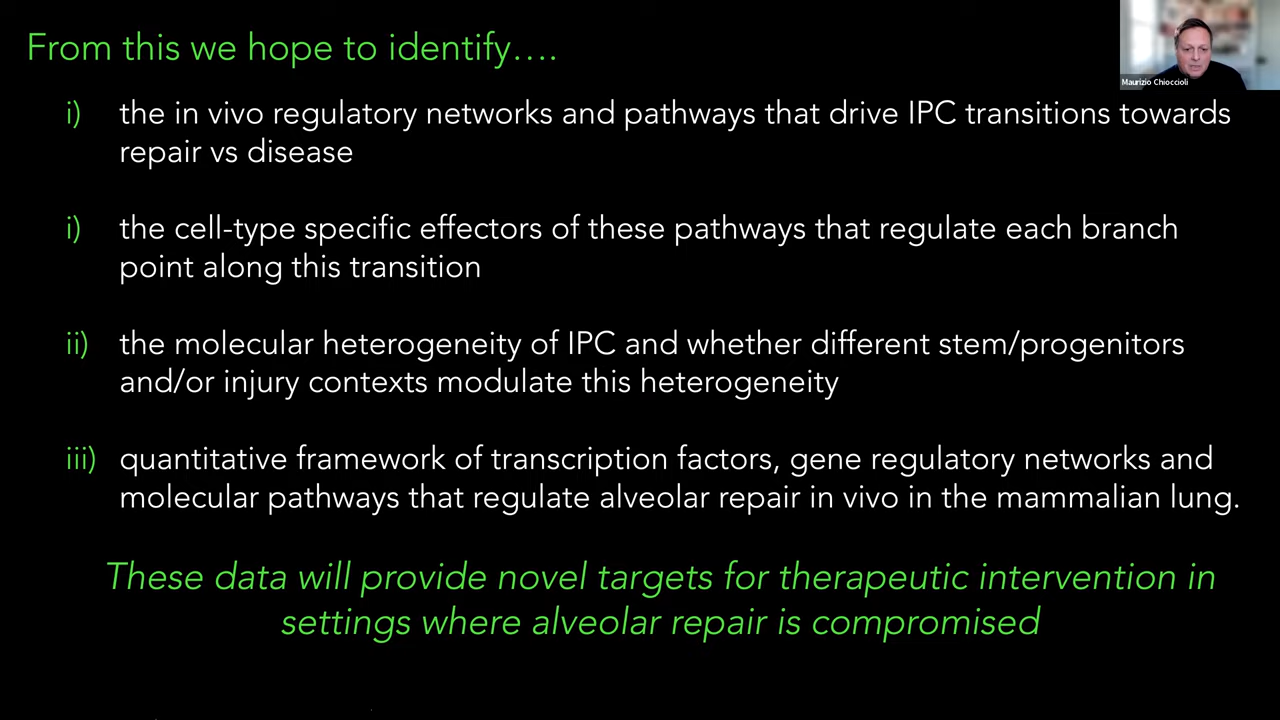 From this we hope to identify….
Maurizio Chioccioli
i) the in vivo regulatory networks and pathways that drive IPC transitions towards
repair vs disease
i) the cell-type specific effectors of these pathways that regulate each branch
point along this transition
ii) the molecular heterogeneity of IPC and whether different stem/progenitors
and/or injury contexts modulate this heterogeneity
iii) quantitative framework of transcription factors, gene regulatory networks and
molecular pathways that regulate alveolar repair in vivo in the mammalian lung.
These data will provide novel targets for therapeutic intervention in
settings where alveolar repair is compromised